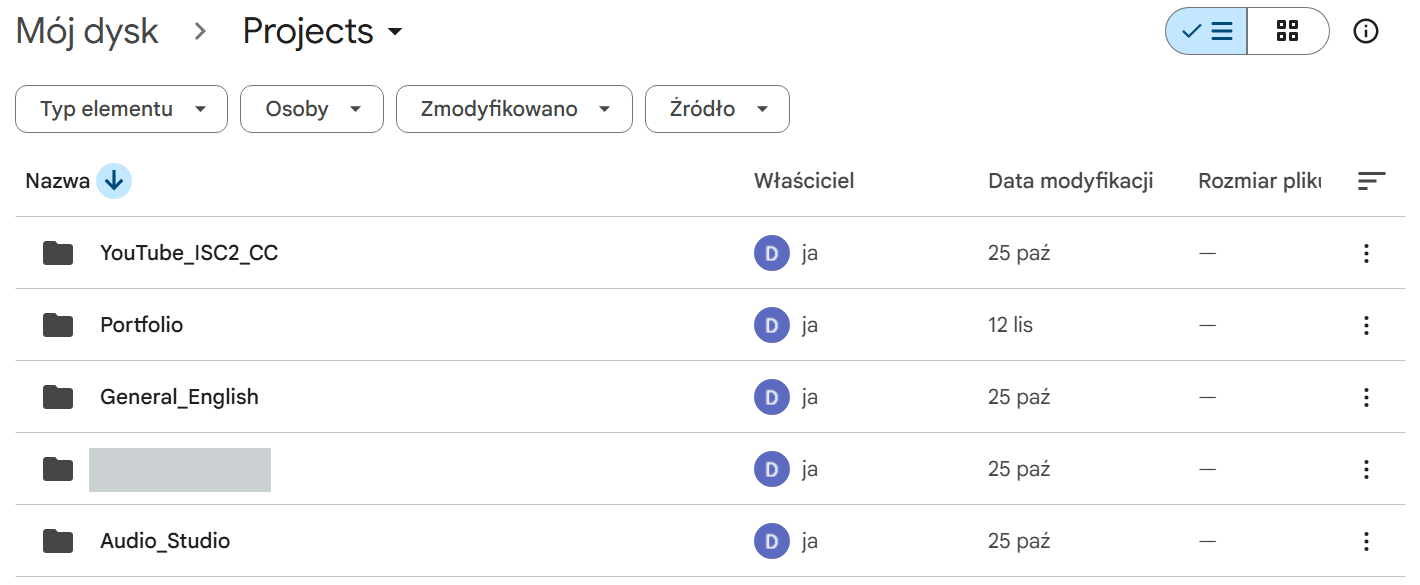 Mój dysk > Projects
Typ elementu Osoby Zmodyfikowano Źródło
Nazwa Właściciel Data modyfikacji Rozmiar pliku
YouTube_ISC2_CC D ja 25 paź —
Portfolio D ja 12 lis —
General_English D ja 25 paź —
D ja 25 paź —
Audio_Studio D ja 25 paź —